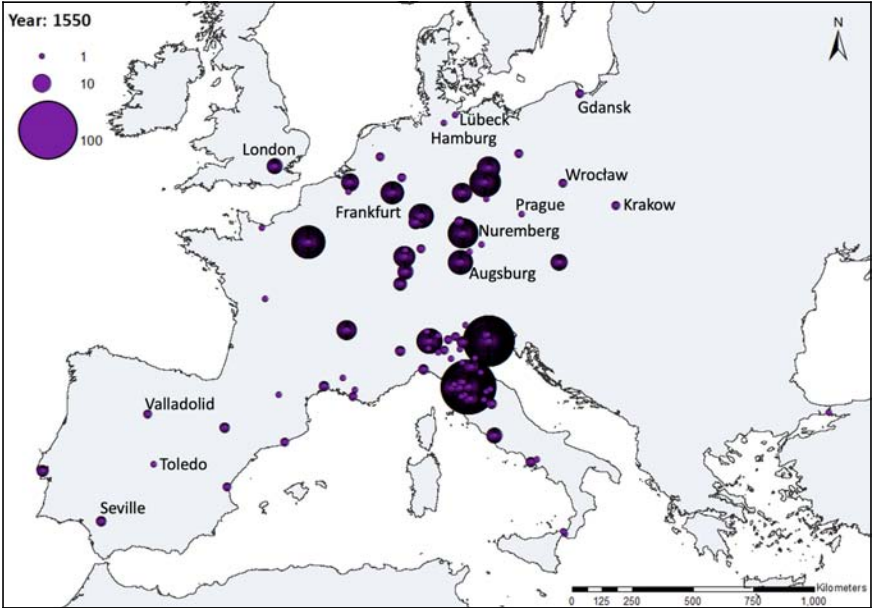 Year: 1550
1
10
100
N
Gdansk
Lübeck
Hamburg
London
Wrocław
Frankfurt
Prague
Krakow
Nuremberg
Augsburg
Valladolid
Toledo
Seville
Kilometers
0 125 250 500 750 1,000